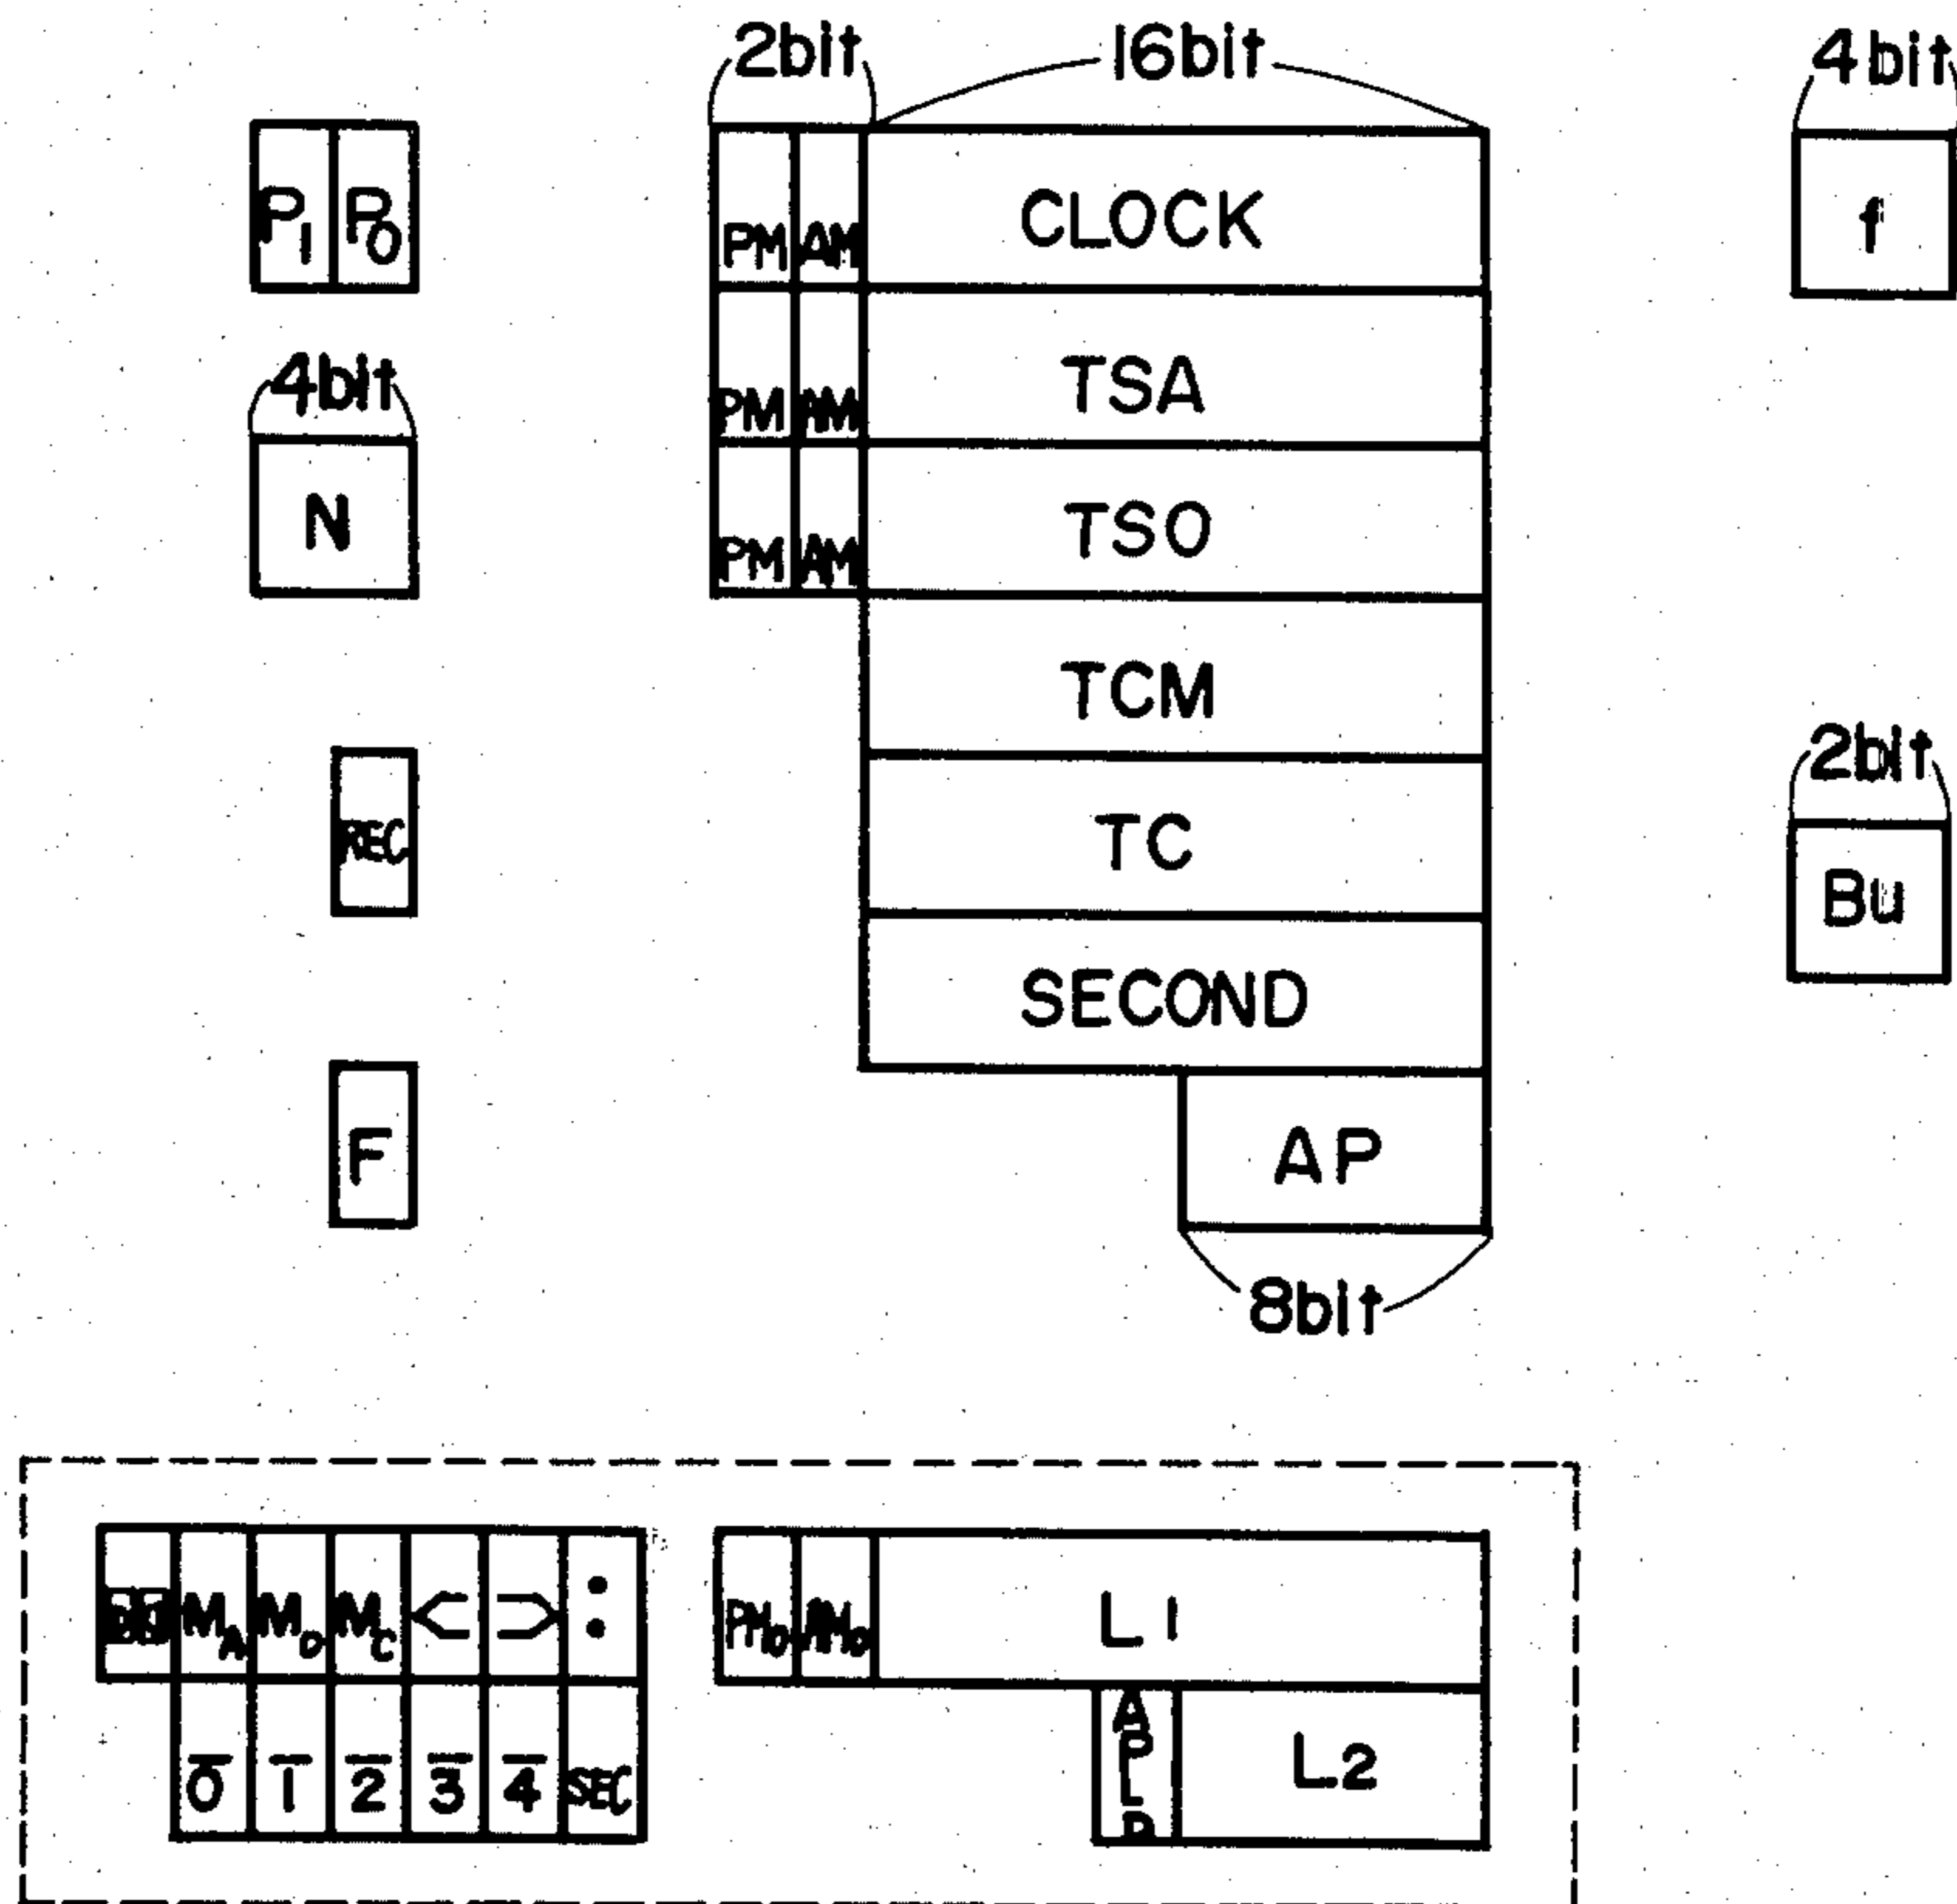 2bit 16bit 4bit
P1 P0 PM AM CLOCK f
4bit PM AM TSA
N PM AM TSO
TCM
2bit
REC TC Bu
SECOND
F AP
8bit
MA MD MC < ⊃ : PMD AMD L1
0̅ 1̅ 2̅ 3̅ 4̅ SEC APLD L2